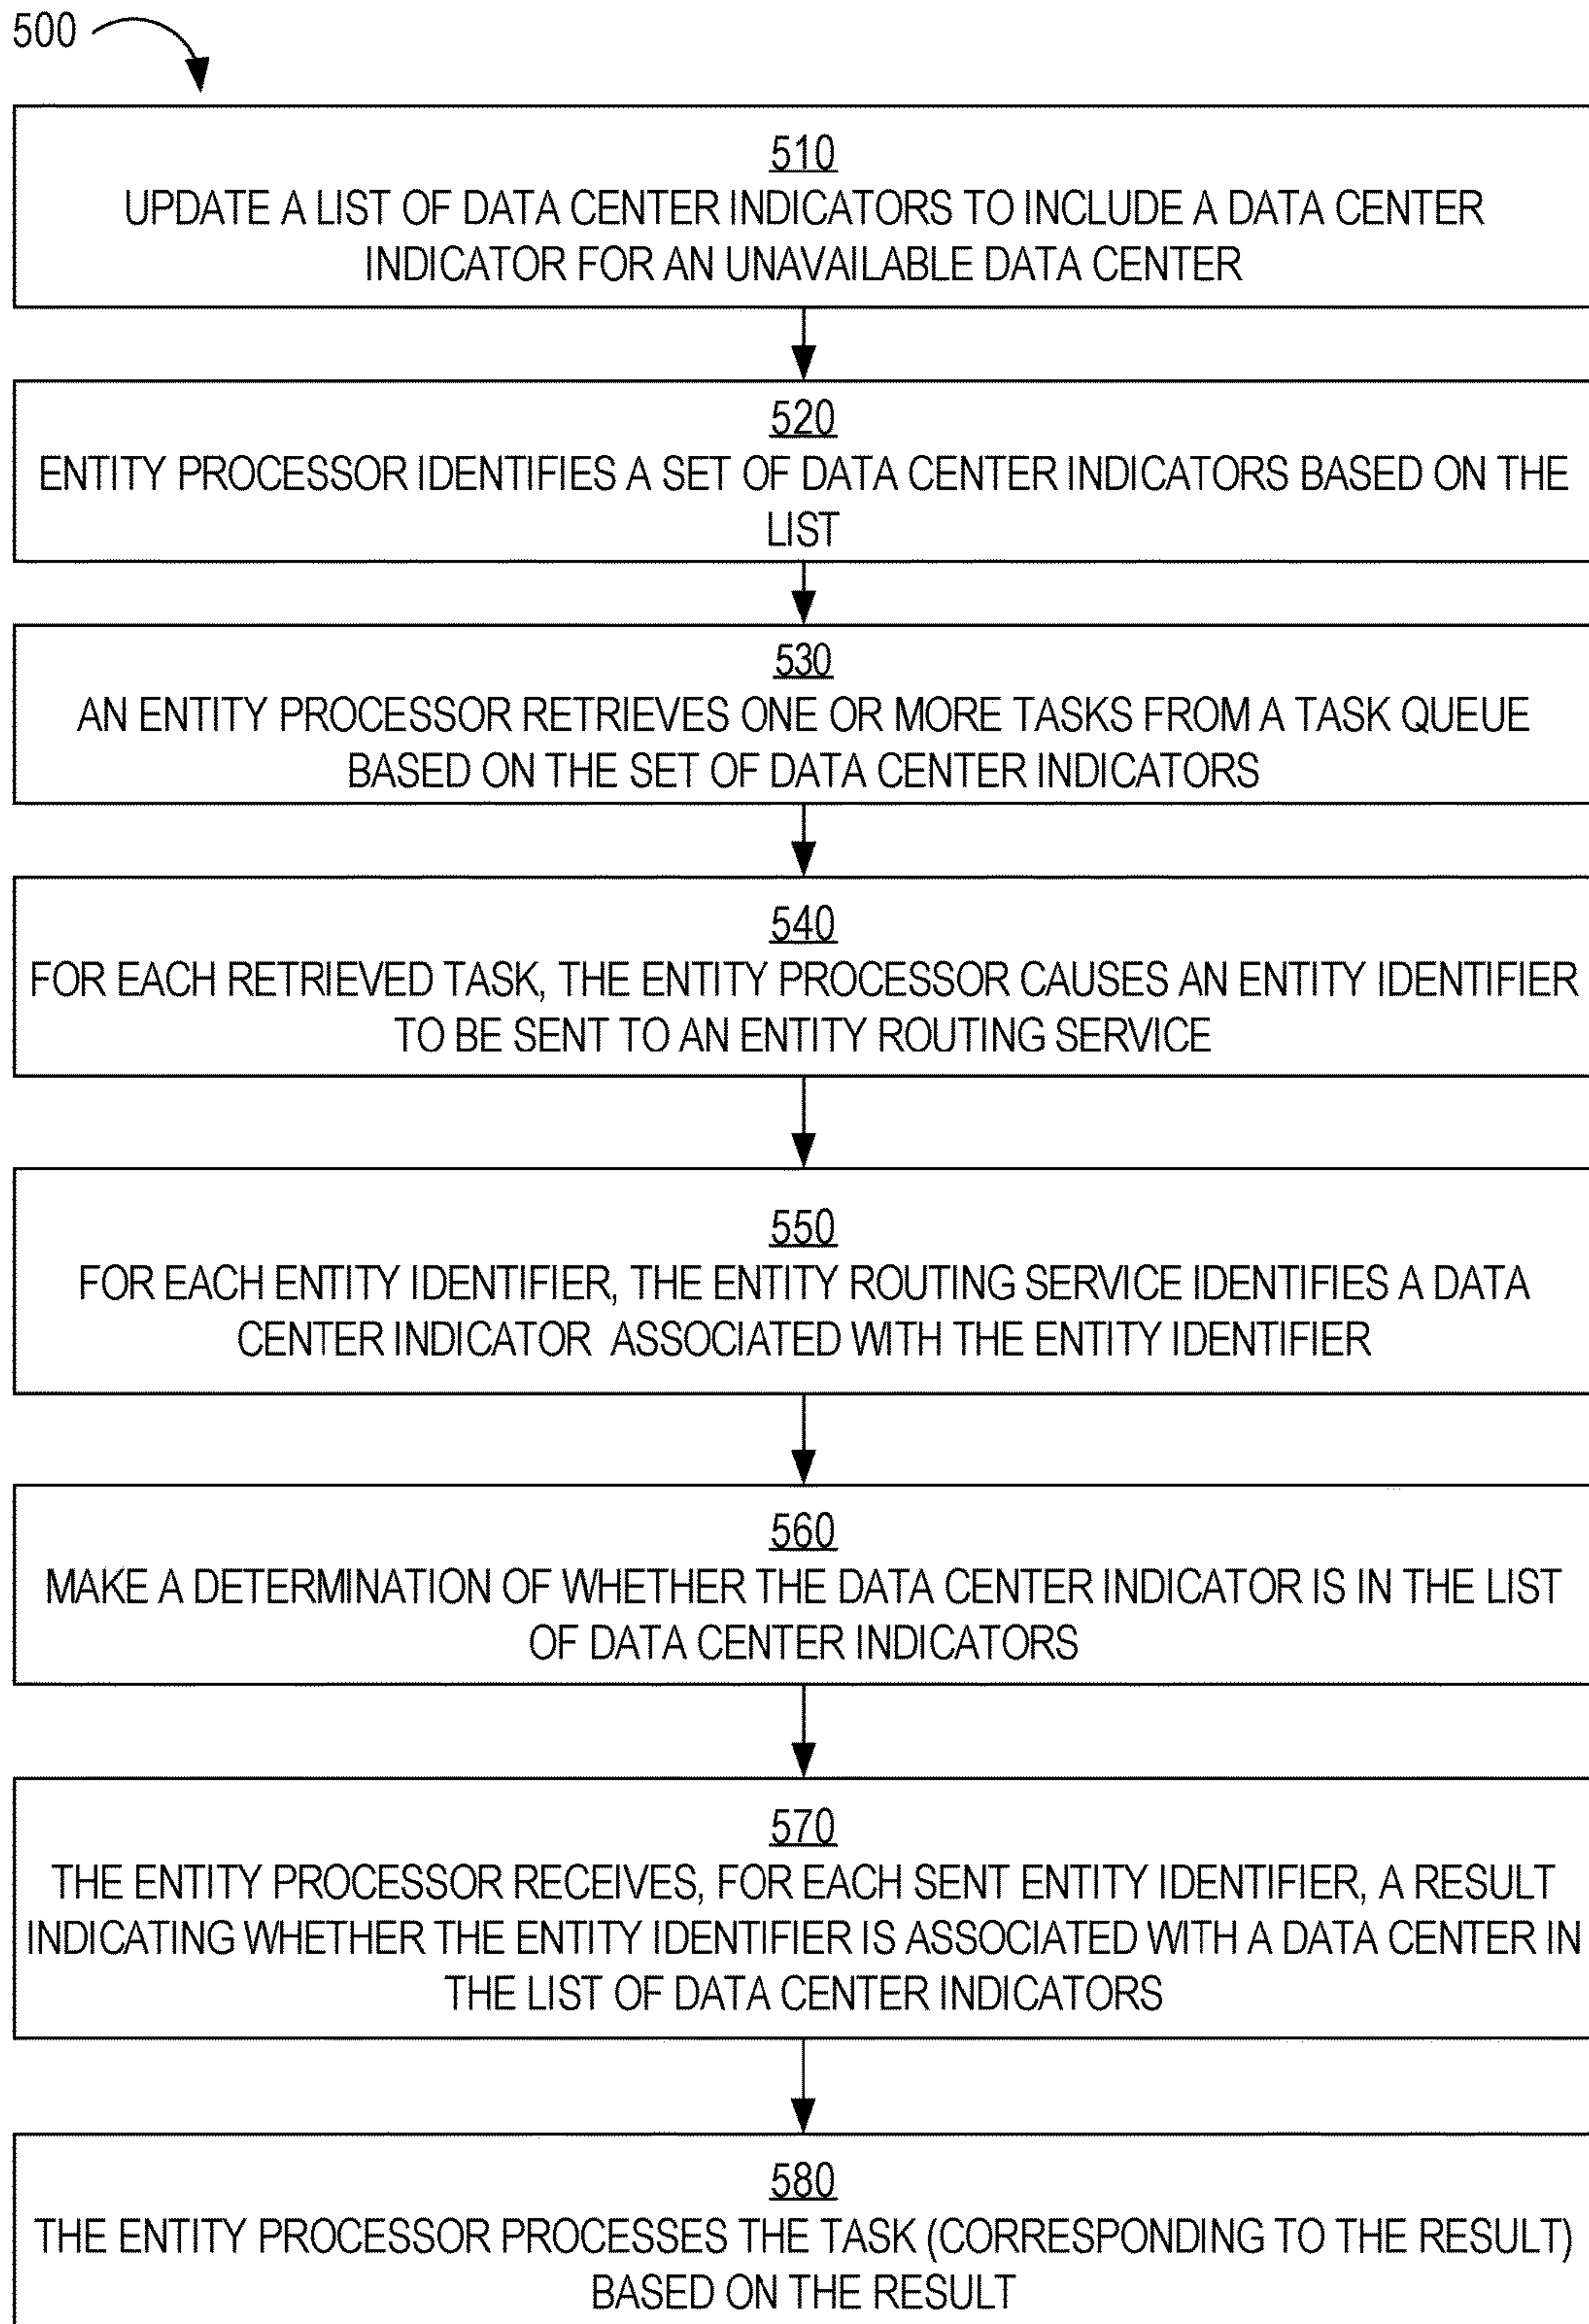 500
510
UPDATE A LIST OF DATA CENTER INDICATORS TO INCLUDE A DATA CENTER
INDICATOR FOR AN UNAVAILABLE DATA CENTER
520
ENTITY PROCESSOR IDENTIFIES A SET OF DATA CENTER INDICATORS BASED ON THE
LIST
530
AN ENTITY PROCESSOR RETRIEVES ONE OR MORE TASKS FROM A TASK QUEUE
BASED ON THE SET OF DATA CENTER INDICATORS
540
FOR EACH RETRIEVED TASK, THE ENTITY PROCESSOR CAUSES AN ENTITY IDENTIFIER
TO BE SENT TO AN ENTITY ROUTING SERVICE
550
FOR EACH ENTITY IDENTIFIER, THE ENTITY ROUTING SERVICE IDENTIFIES A DATA
CENTER INDICATOR ASSOCIATED WITH THE ENTITY IDENTIFIER
560
MAKE A DETERMINATION OF WHETHER THE DATA CENTER INDICATOR IS IN THE LIST
OF DATA CENTER INDICATORS
570
THE ENTITY PROCESSOR RECEIVES, FOR EACH SENT ENTITY IDENTIFIER, A RESULT
INDICATING WHETHER THE ENTITY IDENTIFIER IS ASSOCIATED WITH A DATA CENTER IN
THE LIST OF DATA CENTER INDICATORS
580
THE ENTITY PROCESSOR PROCESSES THE TASK (CORRESPONDING TO THE RESULT)
BASED ON THE RESULT